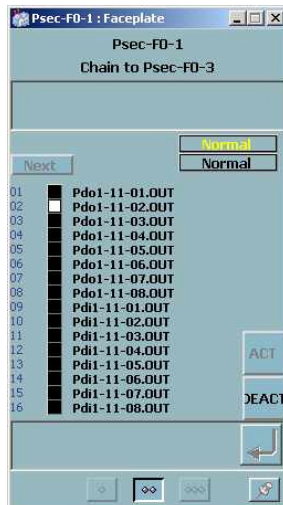 Psec-F0-1 : Faceplate
Psec-F0-1
Chain to Psec-F0-3
Normal
Next
Normal
01 Pdo1-11-01.OUT
02 Pdo1-11-02.OUT
03 Pdo1-11-03.OUT
04 Pdo1-11-04.OUT
05 Pdo1-11-05.OUT
06 Pdo1-11-06.OUT
07 Pdo1-11-07.OUT
08 Pdo1-11-08.OUT
09 Pdi1-11-01.OUT
10 Pdi1-11-02.OUT
11 Pdi1-11-03.OUT
12 Pdi1-11-04.OUT
13 Pdi1-11-05.OUT
14 Pdi1-11-06.OUT
15 Pdi1-11-07.OUT
16 Pdi1-11-08.OUT
ACT
DEACT